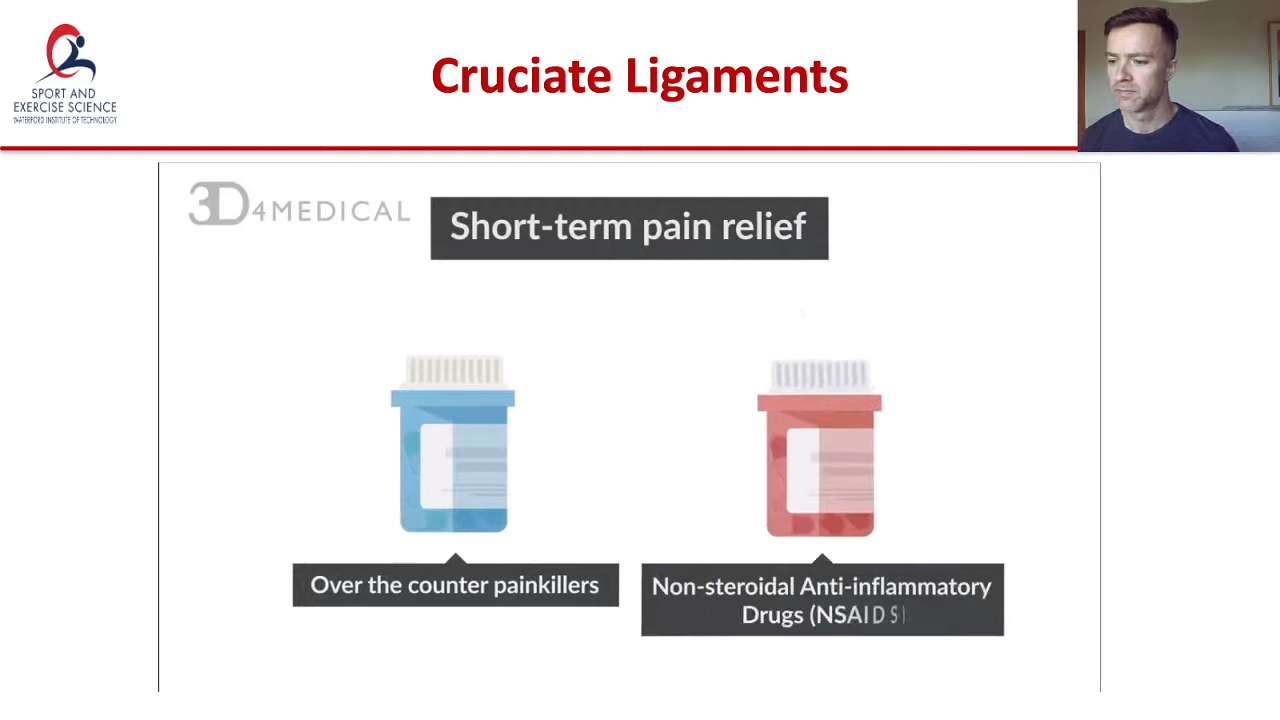 Cruciate Ligaments
SPORT AND
EXERCISE SCIENCE
WATERFORD INSTITUTE OF TECHNOLOGY
3D4MEDICAL
Short-term pain relief
Over the counter painkillers
Non-steroidal Anti-inflammatory
Drugs (NSAIDS)